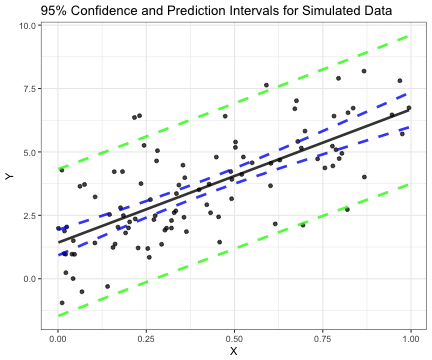 95% Confidence and Prediction Intervals for Simulated Data
10.0
7.5
5.0
2.5
0.0
Y
0.00 0.25 0.50 0.75 1.00
X